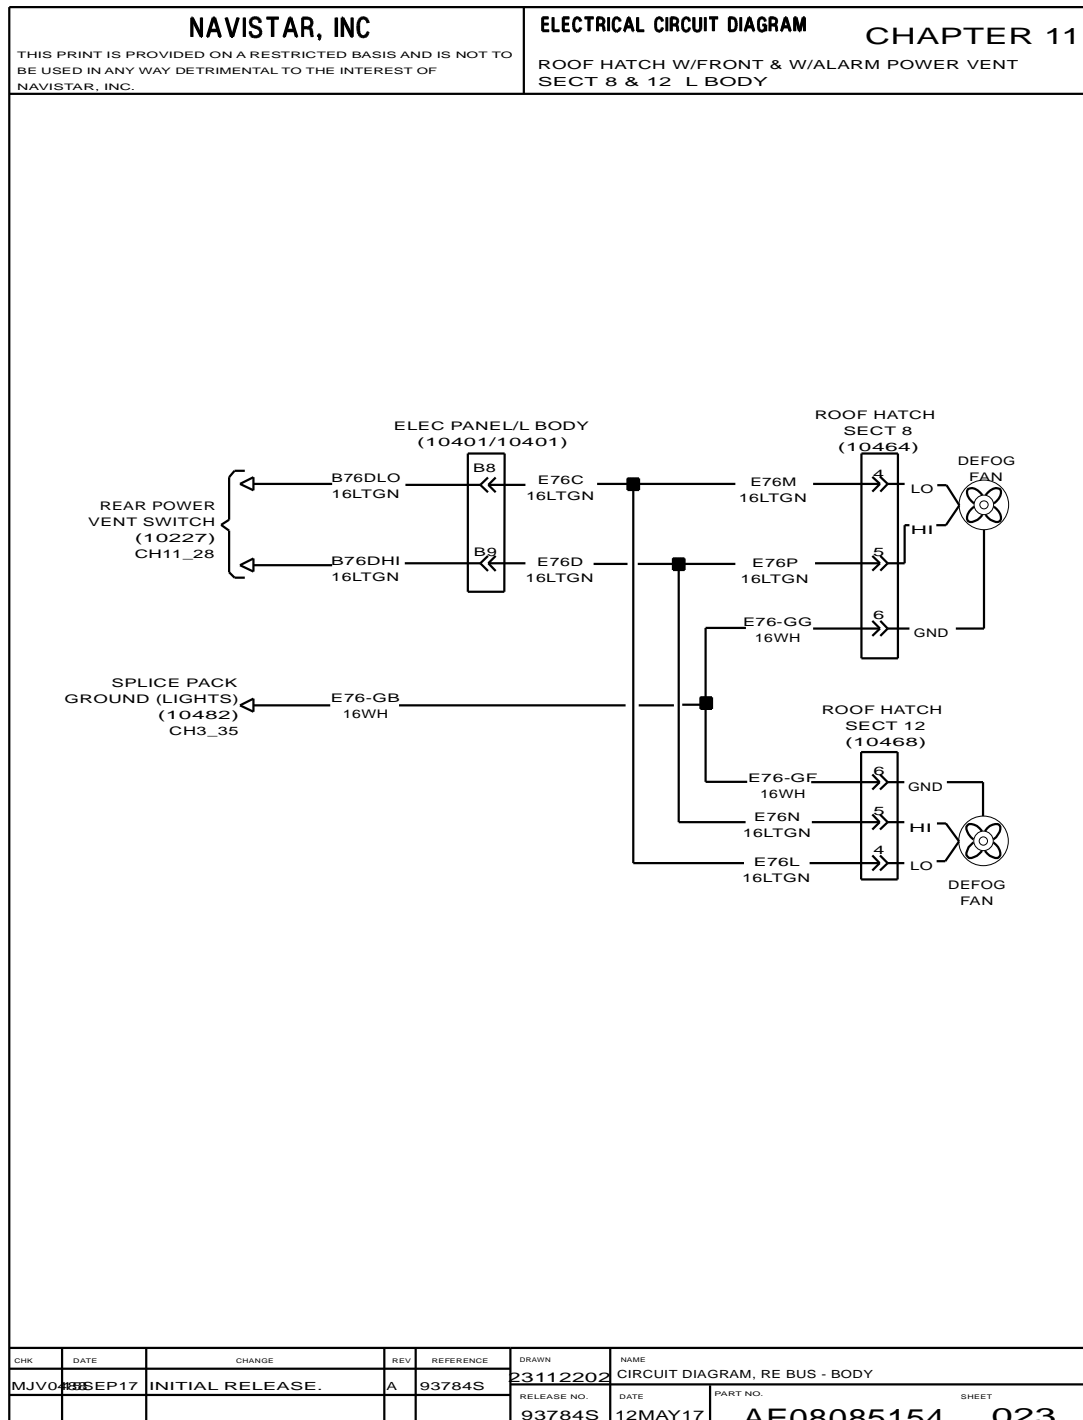 NAVISTAR, INC
THIS PRINT IS PROVIDED ON A RESTRICTED BASIS AND IS NOT TO
BE USED IN ANY WAY DETRIMENTAL TO THE INTEREST OF
NAVISTAR, INC.
ELECTRICAL CIRCUIT DIAGRAM
CHAPTER 11
ROOF HATCH W/FRONT & W/ALARM POWER VENT
SECT 8 & 12 L BODY
ELEC PANEL/L BODY
(10401/10401)
ROOF HATCH
SECT 8
(10464)
DEFOG
FAN
REAR POWER
VENT SWITCH
(10227)
CH11_28
B76DLO
16LTGN
B8
E76C
16LTGN
E76M
16LTGN
4
LO
HI
B76DHI
16LTGN
B9
E76D
16LTGN
E76P
16LTGN
5
E76-GG
16WH
6
GND
SPLICE PACK
GROUND (LIGHTS)
(10482)
CH3_35
E76-GB
16WH
ROOF HATCH
SECT 12
(10468)
E76-GF
16WH
6
GND
E76N
16LTGN
5
HI
E76L
16LTGN
4
LO
DEFOG
FAN
CHK DATE CHANGE REV REFERENCE
SEP17 INITIAL RELEASE. A 93784S
DRAWN
23112202
NAME
CIRCUIT DIAGRAM, RE BUS - BODY
RELEASE NO.
93784S
DATE
12MAY17
PART NO.
AE08085154
SHEET
023